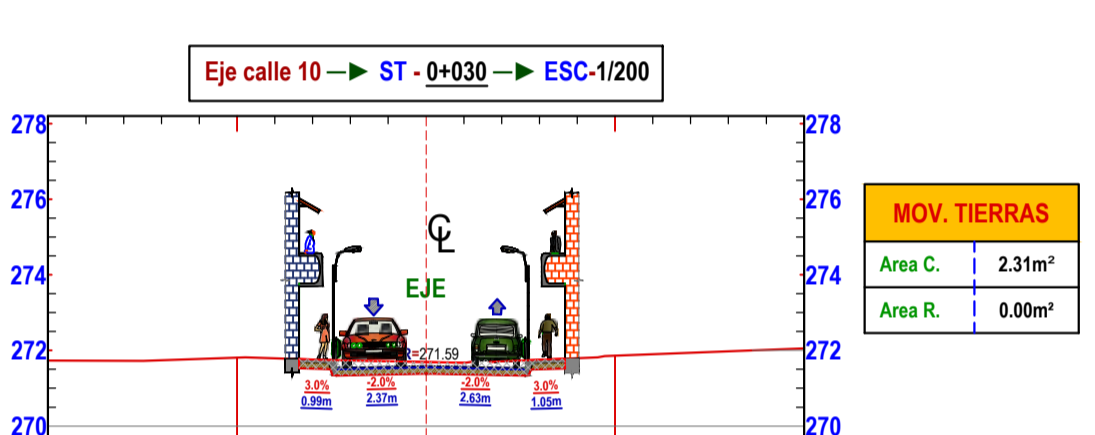 Eje calle 10 ST - 0+030 ESC-1/200
278 278
276 276
MOV. TIERRAS
Area C. 2.31m²
Area R. 0.00m²
274 274
CL
EJE
272 272
=271.59
3.0% -2.0% -2.0% 3.0%
0.99m 2.37m 2.63m 1.05m
270 270